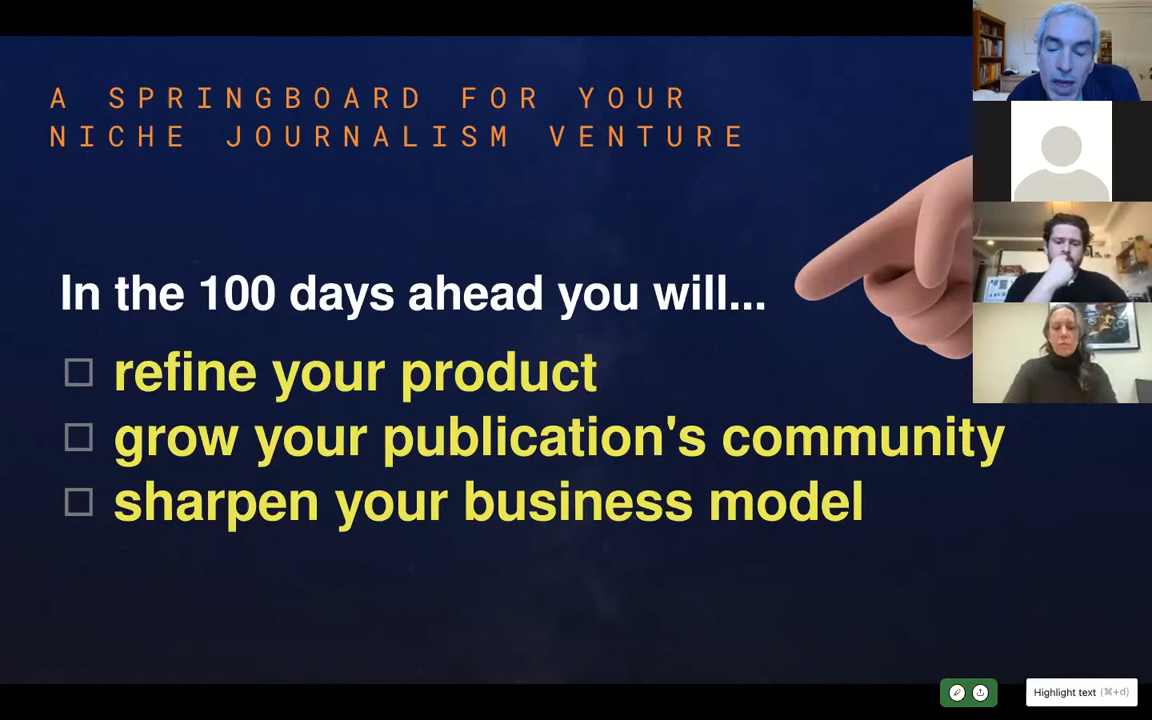 A SPRINGBOARD FOR YOUR
NICHE JOURNALISM VENTURE
In the 100 days ahead you will...
refine your product
grow your publication's community
sharpen your business model
Highlight text (⌘+d)